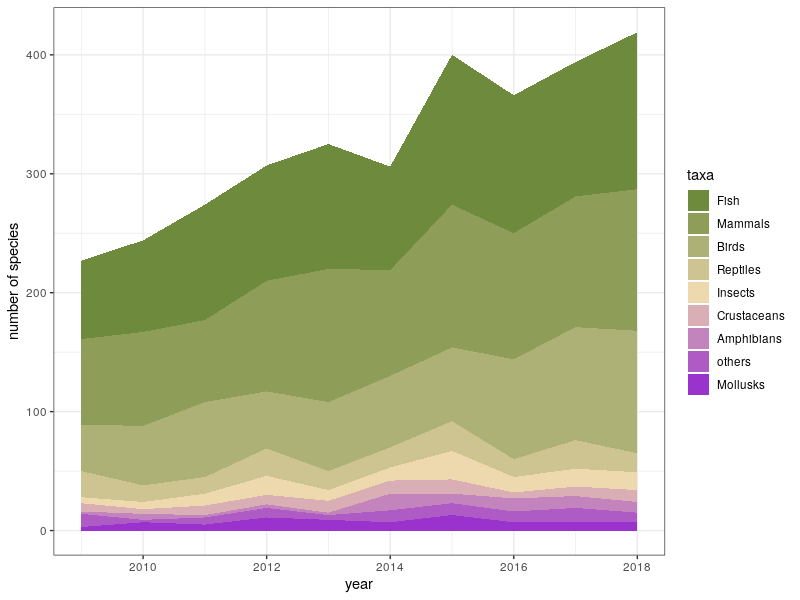 400
300
200
100
0
number of species
2010 2012 2014 2016 2018
year
taxa
Fish
Mammals
Birds
Reptiles
Insects
Crustaceans
Amphibians
others
Mollusks